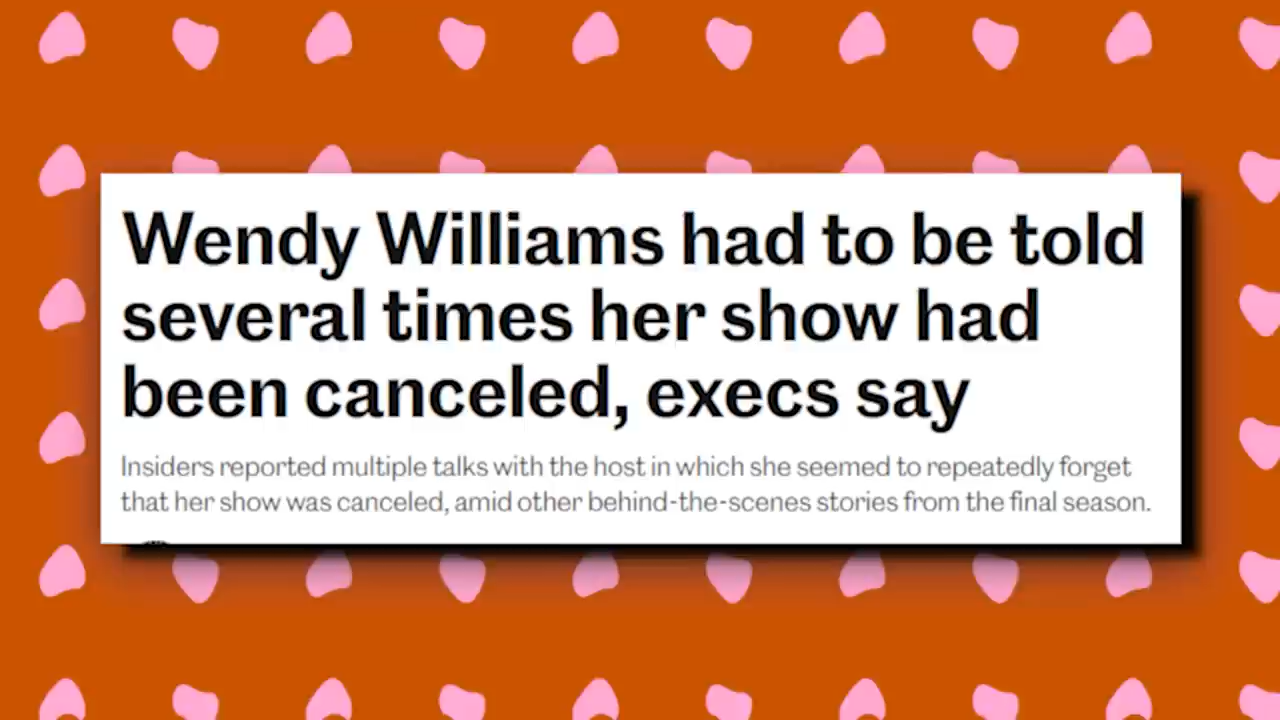 Wendy Williams had to be told
several times her show had
been canceled, execs say
Insiders reported multiple talks with the host in which she seemed to repeatedly forget
that her show was canceled, amid other behind-the-scenes stories from the final season.